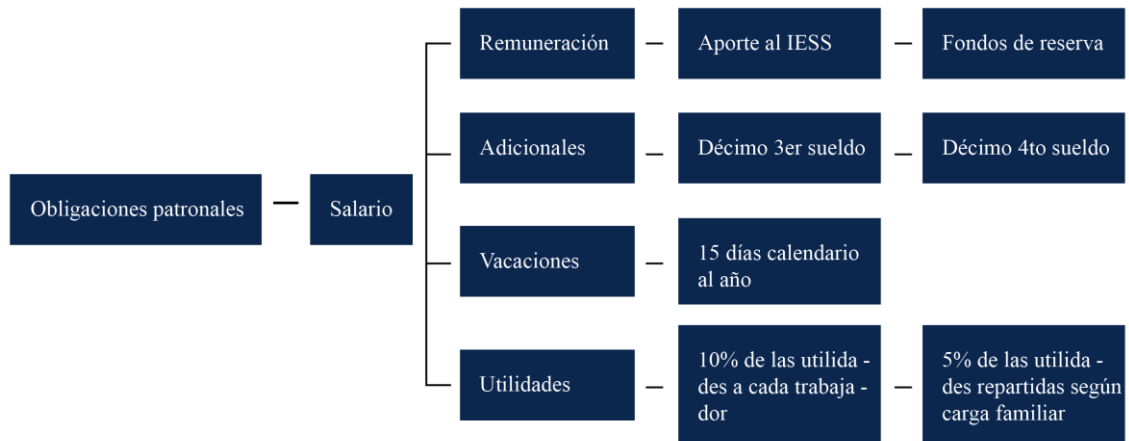 Obligaciones patronales
Salario
Remuneración
Aporte al IESS
Fondos de reserva
Adicionales
Décimo 3er sueldo
Décimo 4to sueldo
Vacaciones
15 días calendario
al año
Utilidades
10% de las utilida -
des a cada trabaja -
dor
5% de las utilida -
des repartidas según
carga familiar